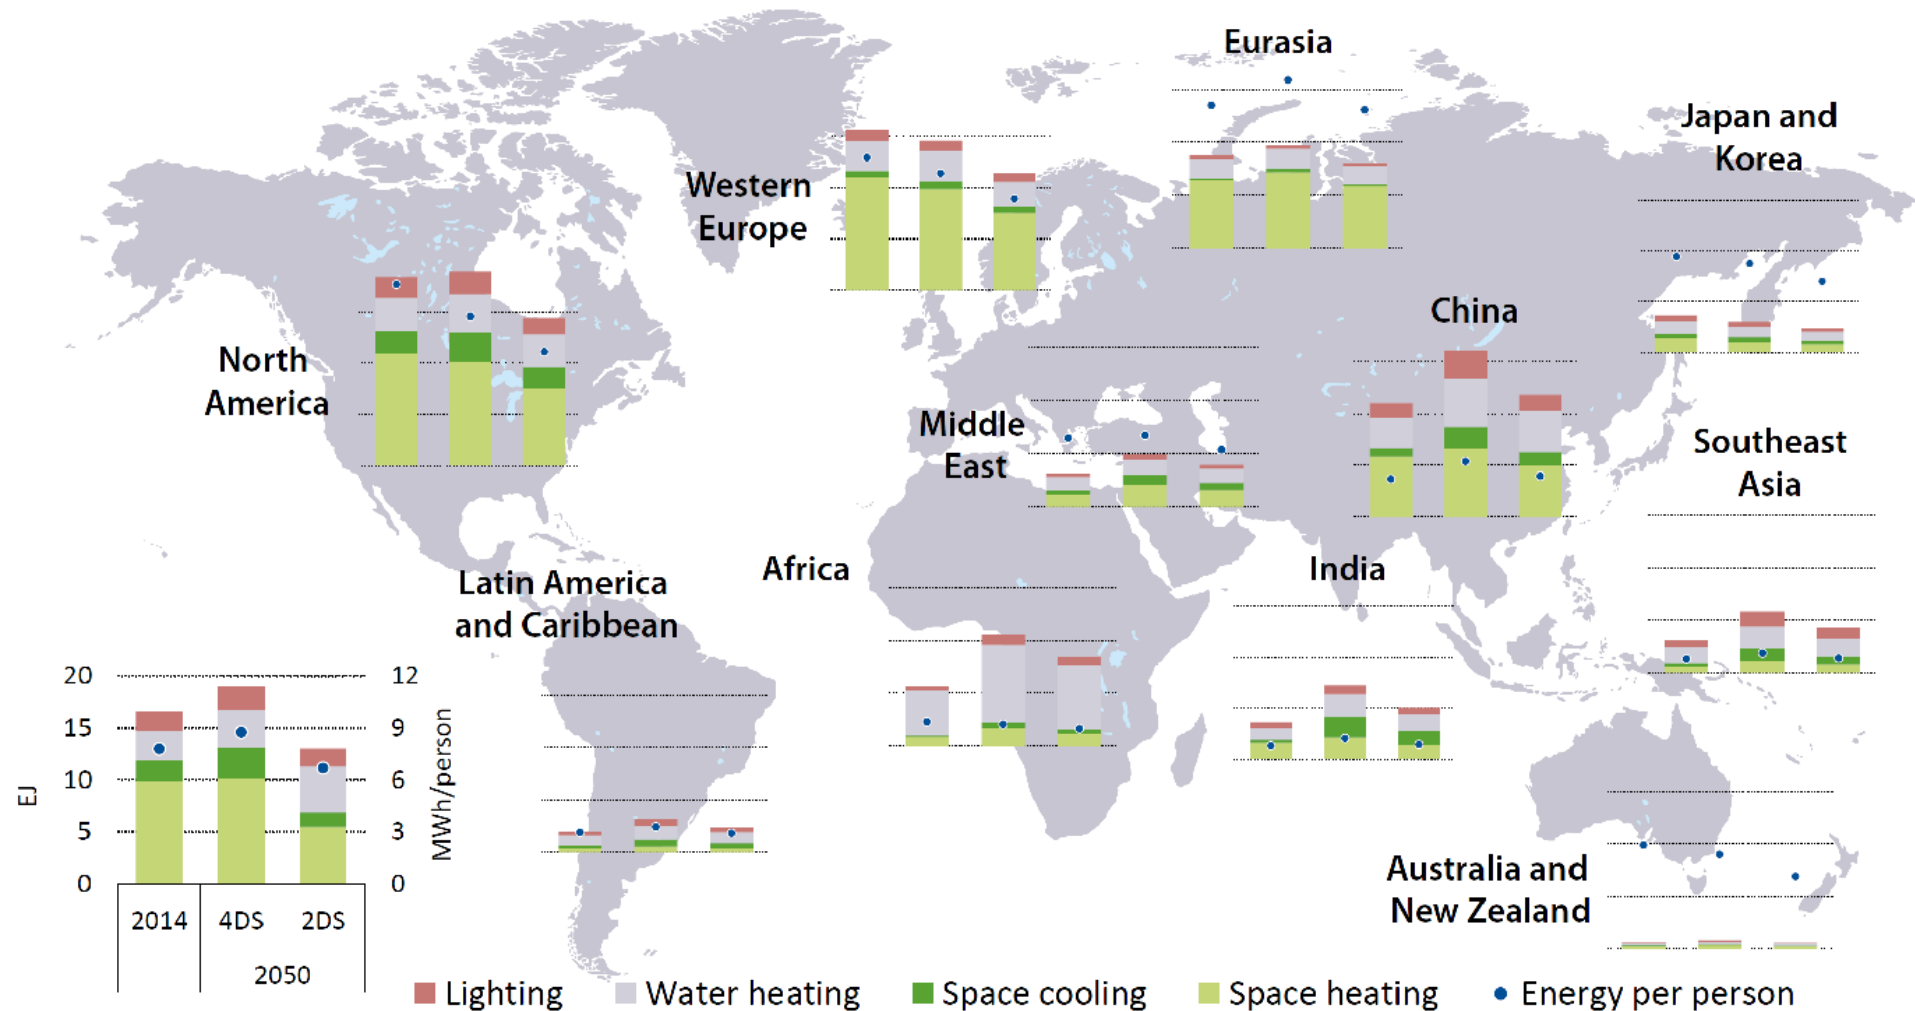 Eurasia
Japan and
Korea
Western
Europe
China
North
America
Middle
East
Southeast
Asia
Africa
India
Latin America
and Caribbean
20
12
15
9
10
6
5
3
0
0
EJ
MWh/person
2014
4DS
2DS
2050
Australia and
New Zealand
Lighting
Water heating
Space cooling
Space heating
Energy per person